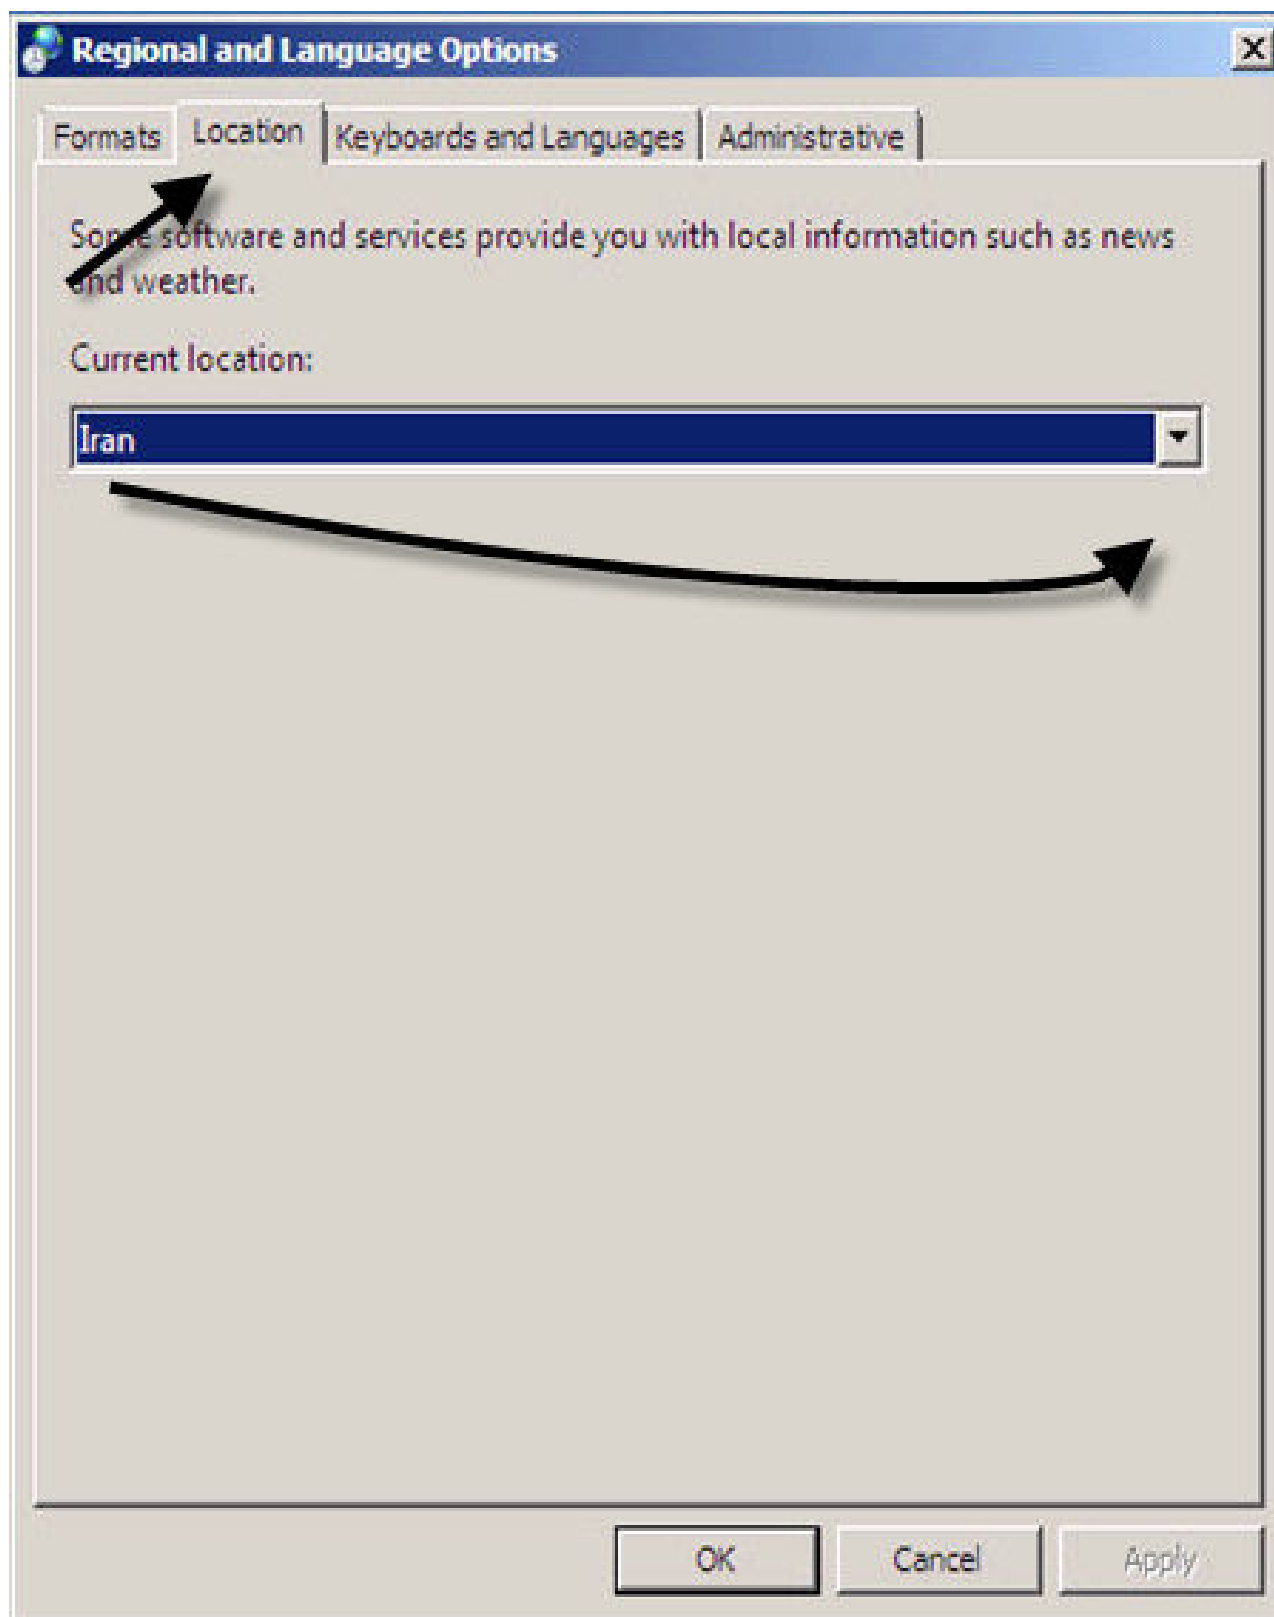 Regional and Language Options
Formats Location Keyboards and Languages Administrative
Some software and services provide you with local information such as news
and weather.
Current location:
Iran
OK Cancel Apply